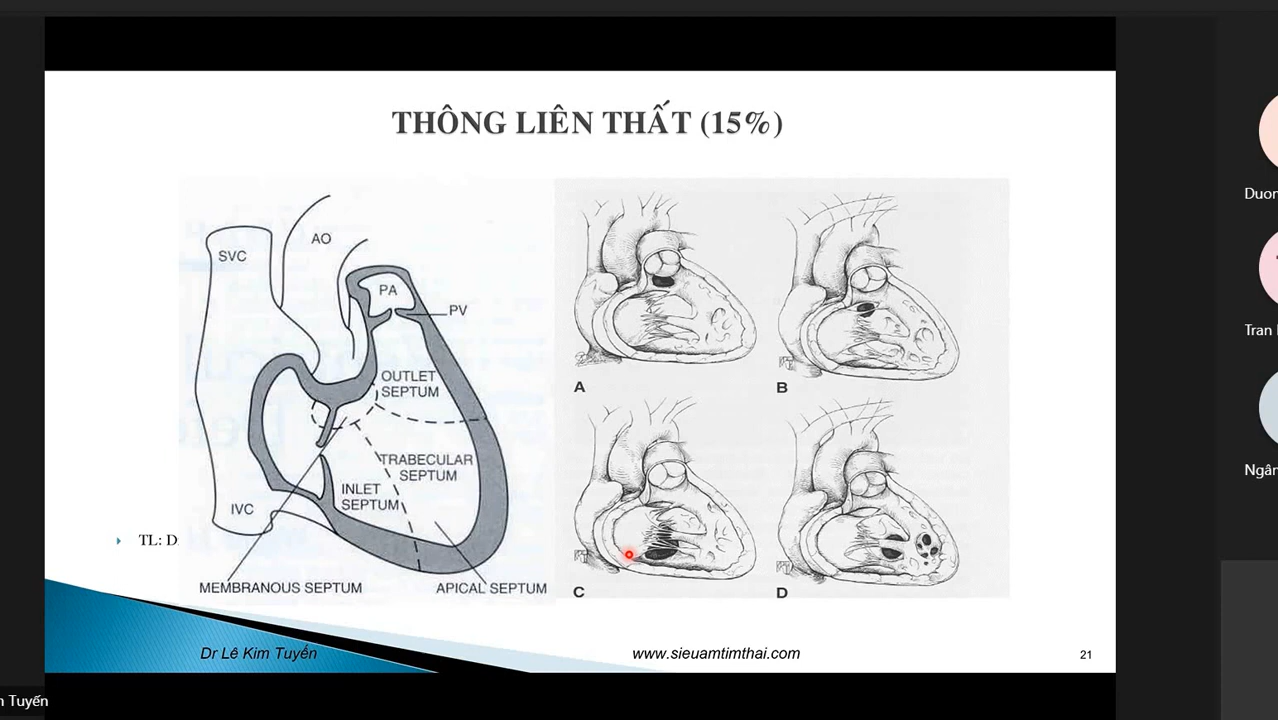 THÔNG LIÊN THẤT (15%)
SVC
AO
PA
PV
OUTLET
SEPTUM
TRABECULAR
SEPTUM
INLET
SEPTUM
IVC
MEMBRANOUS SEPTUM
APICAL SEPTUM
A
B
C
D
TL: D
Dr Lê Kim Tuyến
www.sieuamtimthai.com
21
Duon
Tran
Ngân
Tuyến